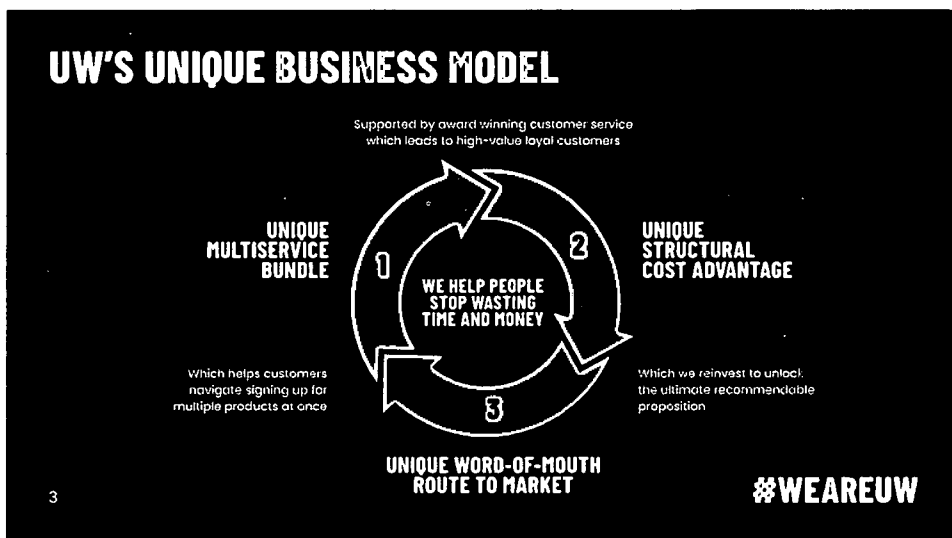 UW'S UNIQUE BUSINESS MODEL
Supported by award winning customer service
which leads to high-value loyal customers
UNIQUE
MULTISERVICE
BUNDLE
1
2
UNIQUE
STRUCTURAL
COST ADVANTAGE
WE HELP PEOPLE
STOP WASTING
TIME AND MONEY
Which helps customers
navigate signing up for
multiple products at once
Which we reinvest to unlock
the ultimate recommendable
proposition
3
UNIQUE WORD-OF-MOUTH
ROUTE TO MARKET
3
#WEAREUW